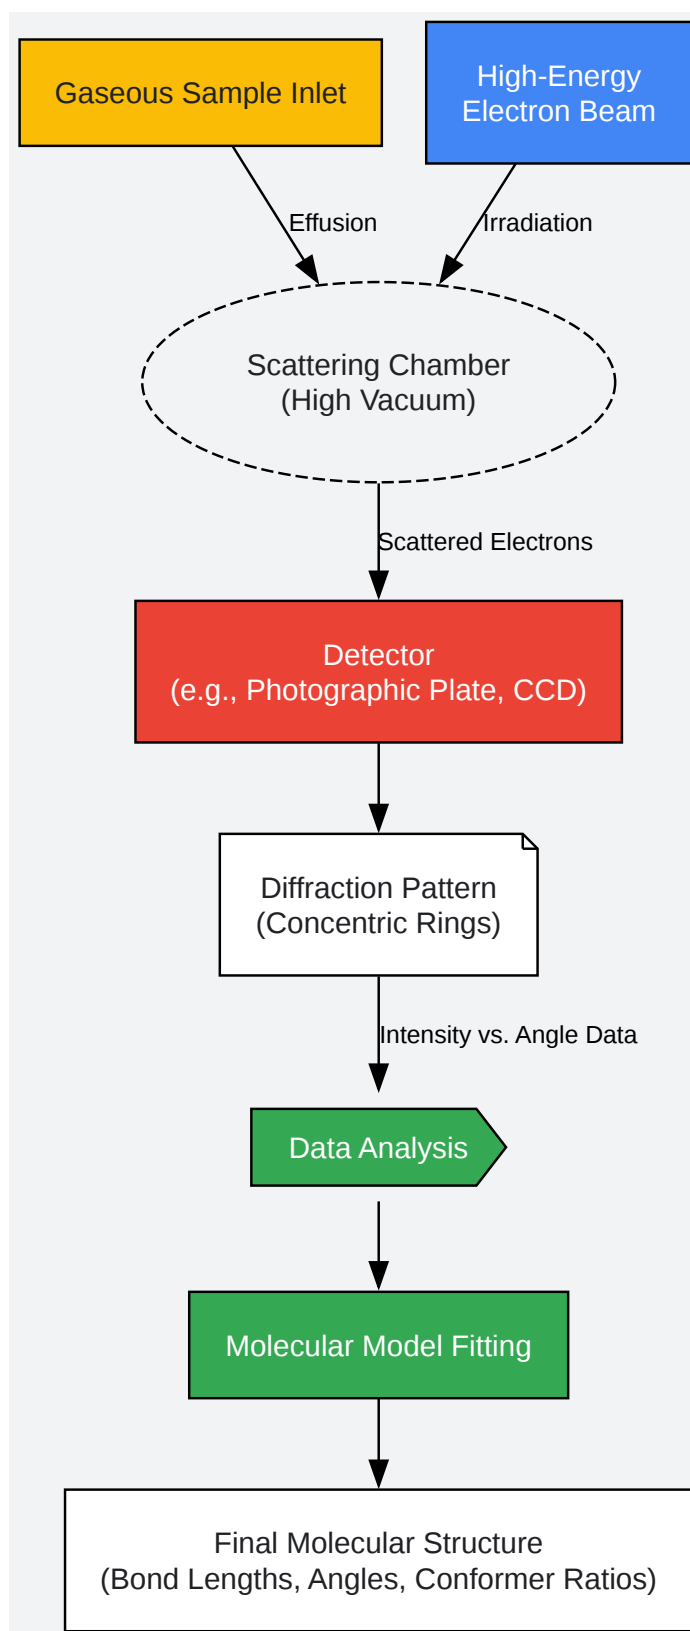 Gaseous Sample Inlet
High-Energy
Electron Beam
Effusion
Irradiation
Scattering Chamber
(High Vacuum)
Scattered Electrons
Detector
(e.g., Photographic Plate, CCD)
Diffraction Pattern
(Concentric Rings)
Intensity vs. Angle Data
Data Analysis
Molecular Model Fitting
Final Molecular Structure
(Bond Lengths, Angles, Conformer Ratios)